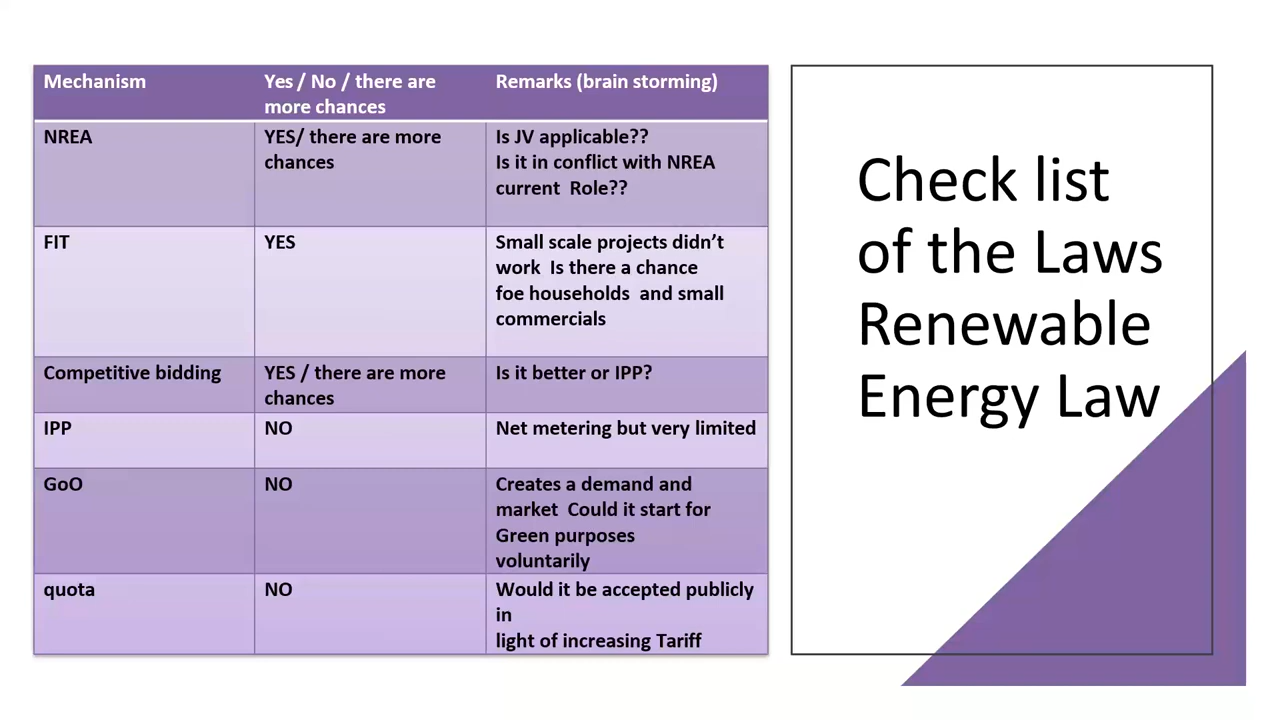 Mechanism
Yes / No / there are
more chances
Remarks (brain storming)
NREA
YES/ there are more
chances
Is JV applicable??
Is it in conflict with NREA
current  Role??
FIT
YES
Small scale projects didn’t
work  Is there a chance
foe households  and small
commercials
Competitive bidding
YES / there are more
chances
Is it better or IPP?
IPP
NO
Net metering but very limited
GoO
NO
Creates a demand and
market  Could it start for
Green purposes
voluntarily
quota
NO
Would it be accepted publicly
in
light of increasing Tariff
Check list
of the Laws
Renewable
Energy Law